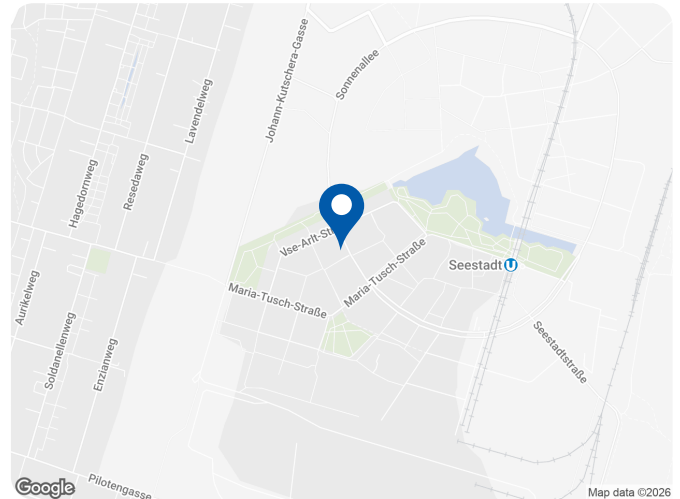 Johann-Kutschera-Gasse
Sonnenallee
Lavendelweg
Hagedornweg
Resedaweg
Maria-Tusch-Straße
Seestadt U
Maria-Tusch-Straße
Aurikelweg
Soldanellenweg
Enzianweg
Seestadtstraße
Pilotengasse
Google
Map data ©2026